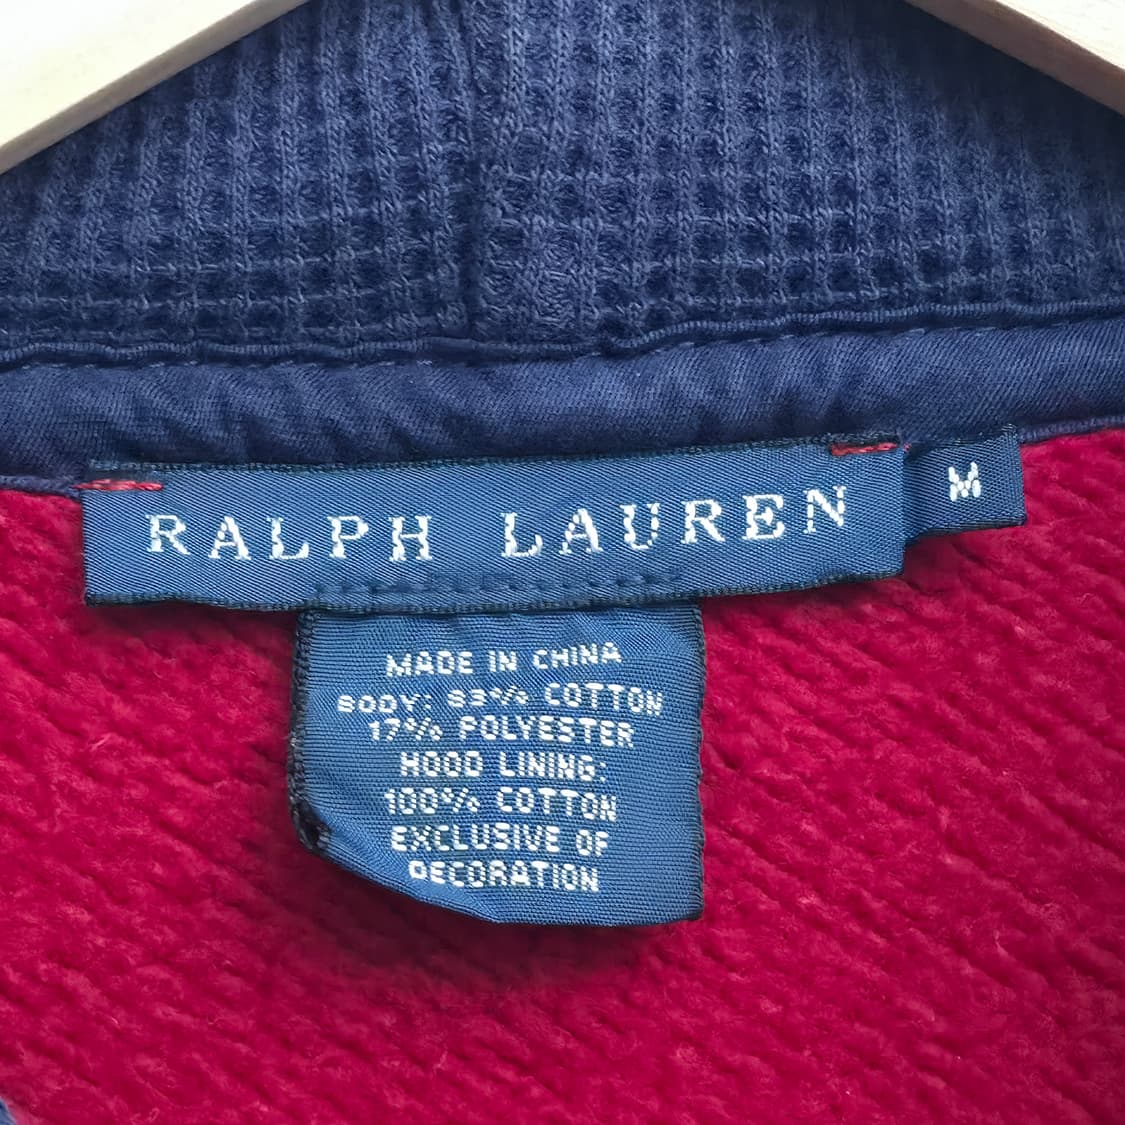 RALPH LAUREN
M
MADE IN CHINA
BODY: 83% COTTON
17% POLYESTER
HOOD LINING:
100% COTTON
EXCLUSIVE OF
DECORATION